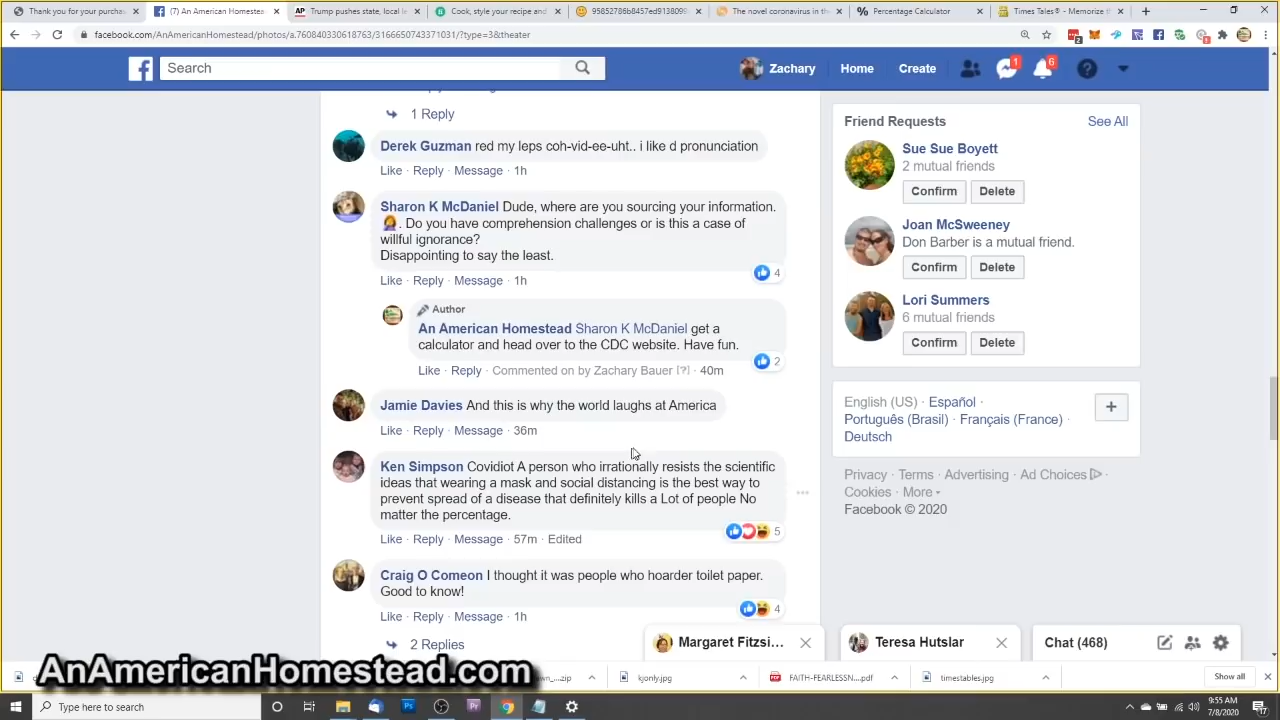 Thank you for your purchase
(7) An American Homestead
Trump pushes state, local le
Cook, style your recipe and
95852786b8457ed9138099
The novel coronavirus in the
Percentage Calculator
Times Tales® - Memorize th
facebook.com/AnAmericanHomestead/photos/a.760840330618763/3166650743371031/?type=3&theater
Search
Zachary
Home
Create
1
6
1 Reply
Derek Guzman red my leps coh-vid-ee-uht.. i like d pronunciation
Like · Reply · Message · 1h
Sharon K McDaniel Dude, where are you sourcing your information.
. Do you have comprehension challenges or is this a case of
willful ignorance?
Disappointing to say the least.
4
Like · Reply · Message · 1h
Author
An American Homestead Sharon K McDaniel get a
calculator and head over to the CDC website. Have fun.
2
Like · Reply · Commented on by Zachary Bauer [?] · 40m
Jamie Davies And this is why the world laughs at America
Like · Reply · Message · 36m
Ken Simpson Covidiot A person who irrationally resists the scientific
ideas that wearing a mask and social distancing is the best way to
prevent spread of a disease that definitely kills a Lot of people No
matter the percentage.
5
Like · Reply · Message · 57m · Edited
Craig O Comeon I thought it was people who hoarder toilet paper.
Good to know!
4
Like · Reply · Message · 1h
2 Replies
Friend Requests
See All
Sue Sue Boyett
2 mutual friends
Confirm
Delete
Joan McSweeney
Don Barber is a mutual friend.
Confirm
Delete
Lori Summers
6 mutual friends
Confirm
Delete
English (US) · Español ·
Português (Brasil) · Français (France) ·
Deutsch
Privacy · Terms · Advertising · Ad Choices ·
Cookies · More
Facebook © 2020
Margaret Fitzsi...
Teresa Hutslar
Chat (468)
AnAmericanHomestead.com
kjonly.jpg
FAITH-FEARLESSN....pdf
timestables.jpg
Show all
Type here to search
9:55 AM
7/8/2020